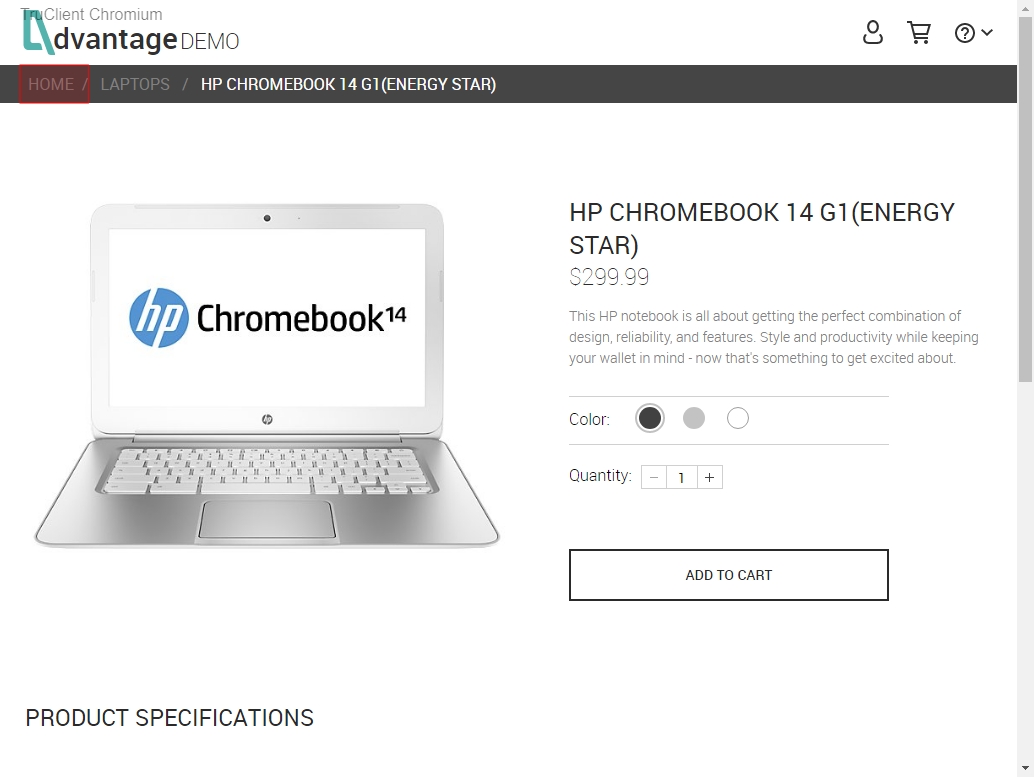 TruClient Chromium
dvantage DEMO
HOME / LAPTOPS / HP CHROMEBOOK 14 G1(ENERGY STAR)
hp Chromebook14
hp
HP CHROMEBOOK 14 G1(ENERGY
STAR)
$299.99
This HP notebook is all about getting the perfect combination of
design, reliability, and features. Style and productivity while keeping
your wallet in mind - now that's something to get excited about.
Color:
Quantity: − 1 +
ADD TO CART
PRODUCT SPECIFICATIONS